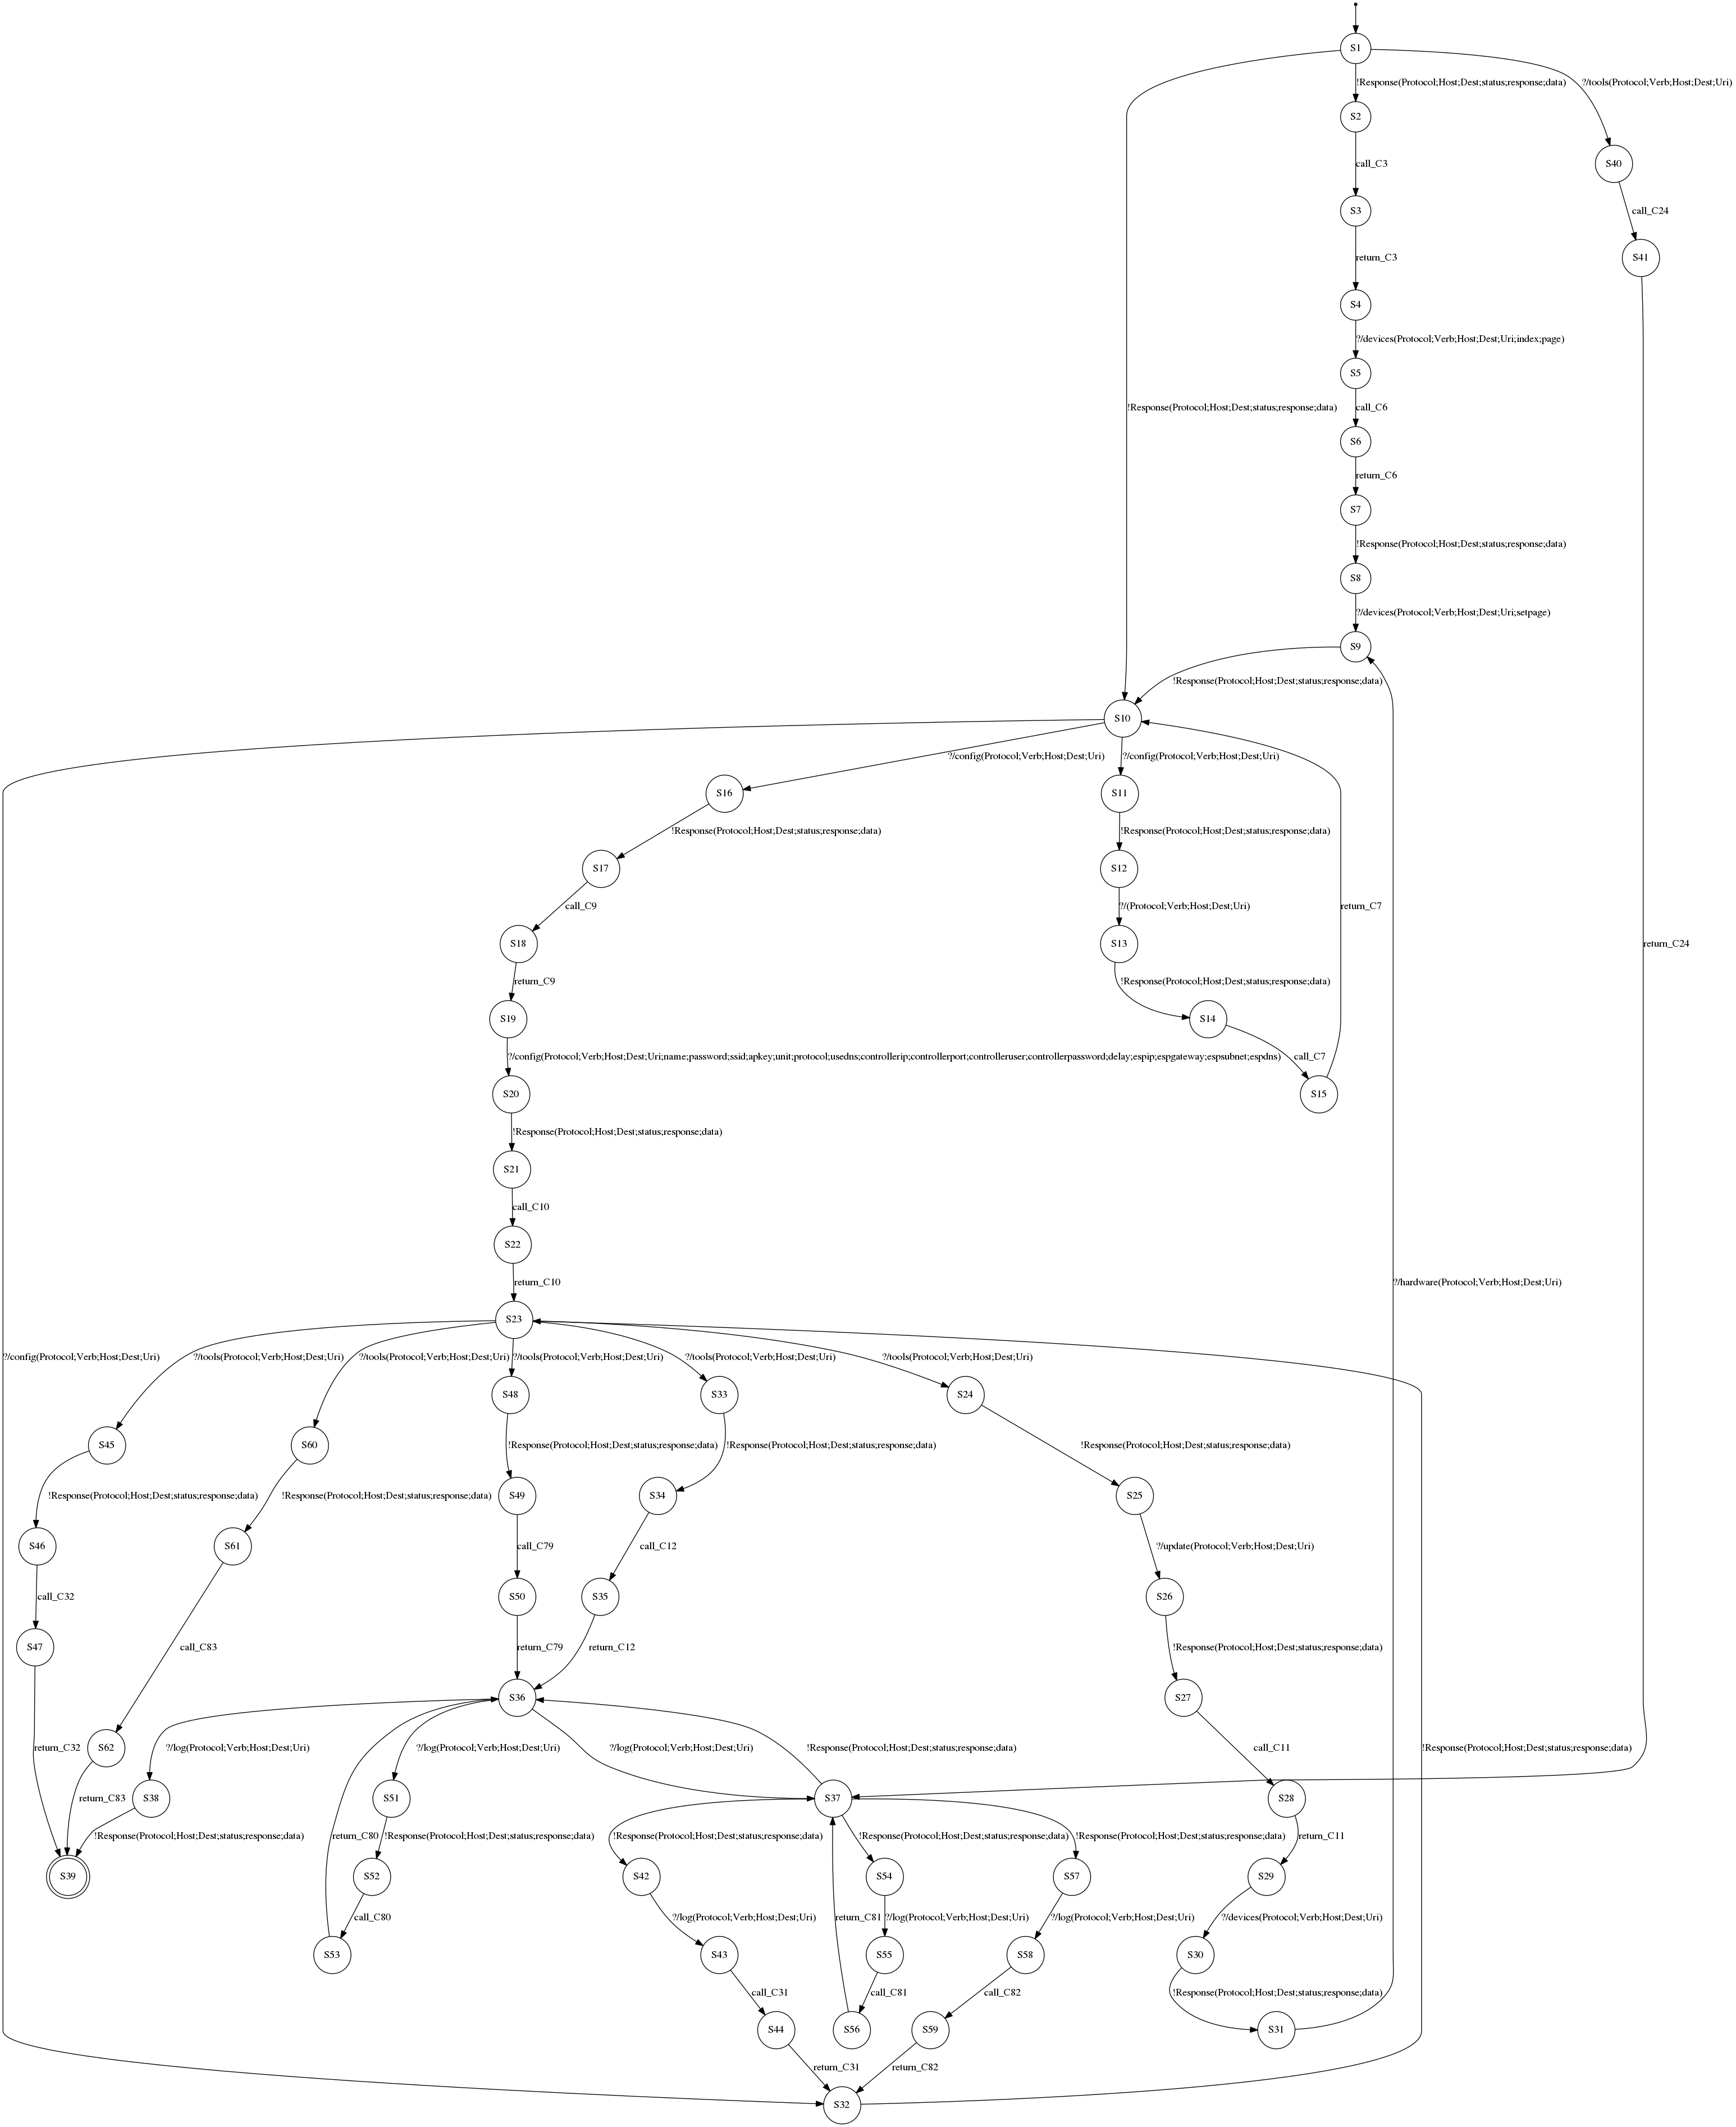 S1
!Response(Protocol;Host;Dest;status;response;data)
?/tools(Protocol;Verb;Host;Dest;Uri)
S2
call_C3
S40
call_C24
S3
return_C3
S41
S4
?/devices(Protocol;Verb;Host;Dest;Uri;index;page)
S5
!Response(Protocol;Host;Dest;status;response;data)
call_C6
S6
return_C6
S7
!Response(Protocol;Host;Dest;status;response;data)
S8
?/devices(Protocol;Verb;Host;Dest;Uri;setpage)
S9
!Response(Protocol;Host;Dest;status;response;data)
S10
?/config(Protocol;Verb;Host;Dest;Uri)
?/config(Protocol;Verb;Host;Dest;Uri)
S16
S11
!Response(Protocol;Host;Dest;status;response;data)
!Response(Protocol;Host;Dest;status;response;data)
S17
S12
call_C9
?/(Protocol;Verb;Host;Dest;Uri)
return_C7
S18
S13
return_C24
return_C9
!Response(Protocol;Host;Dest;status;response;data)
S19
S14
?/config(Protocol;Verb;Host;Dest;Uri;name;password;ssid;apkey;unit;protocol;usedns;controllerip;controllerport;controlleruser;controllerpassword;delay;espip;espgateway;espsubnet;espdns)
call_C7
S20
S15
!Response(Protocol;Host;Dest;status;response;data)
S21
call_C10
S22
return_C10
?/hardware(Protocol;Verb;Host;Dest;Uri)
S23
?/config(Protocol;Verb;Host;Dest;Uri)
?/tools(Protocol;Verb;Host;Dest;Uri)
?/tools(Protocol;Verb;Host;Dest;Uri)
?/tools(Protocol;Verb;Host;Dest;Uri)
?/tools(Protocol;Verb;Host;Dest;Uri)
?/tools(Protocol;Verb;Host;Dest;Uri)
S48
S33
S24
S45
S60
!Response(Protocol;Host;Dest;status;response;data)
!Response(Protocol;Host;Dest;status;response;data)
!Response(Protocol;Host;Dest;status;response;data)
!Response(Protocol;Host;Dest;status;response;data)
!Response(Protocol;Host;Dest;status;response;data)
S49
S34
S25
S46
S61
call_C79
call_C12
?/update(Protocol;Verb;Host;Dest;Uri)
call_C32
S50
S35
S26
S47
call_C83
return_C79
return_C12
!Response(Protocol;Host;Dest;status;response;data)
S36
S27
return_C32
S62
?/log(Protocol;Verb;Host;Dest;Uri)
?/log(Protocol;Verb;Host;Dest;Uri)
?/log(Protocol;Verb;Host;Dest;Uri)
!Response(Protocol;Host;Dest;status;response;data)
call_C11
!Response(Protocol;Host;Dest;status;response;data)
return_C83
S38
S51
S37
S28
!Response(Protocol;Host;Dest;status;response;data)
return_C80
!Response(Protocol;Host;Dest;status;response;data)
!Response(Protocol;Host;Dest;status;response;data)
!Response(Protocol;Host;Dest;status;response;data)
!Response(Protocol;Host;Dest;status;response;data)
return_C11
S39
S52
S42
S54
S57
S29
call_C80
?/log(Protocol;Verb;Host;Dest;Uri)
return_C81
?/log(Protocol;Verb;Host;Dest;Uri)
?/log(Protocol;Verb;Host;Dest;Uri)
?/devices(Protocol;Verb;Host;Dest;Uri)
S53
S43
S55
S58
S30
call_C31
call_C81
call_C82
!Response(Protocol;Host;Dest;status;response;data)
S44
S56
S59
S31
return_C31
return_C82
S32